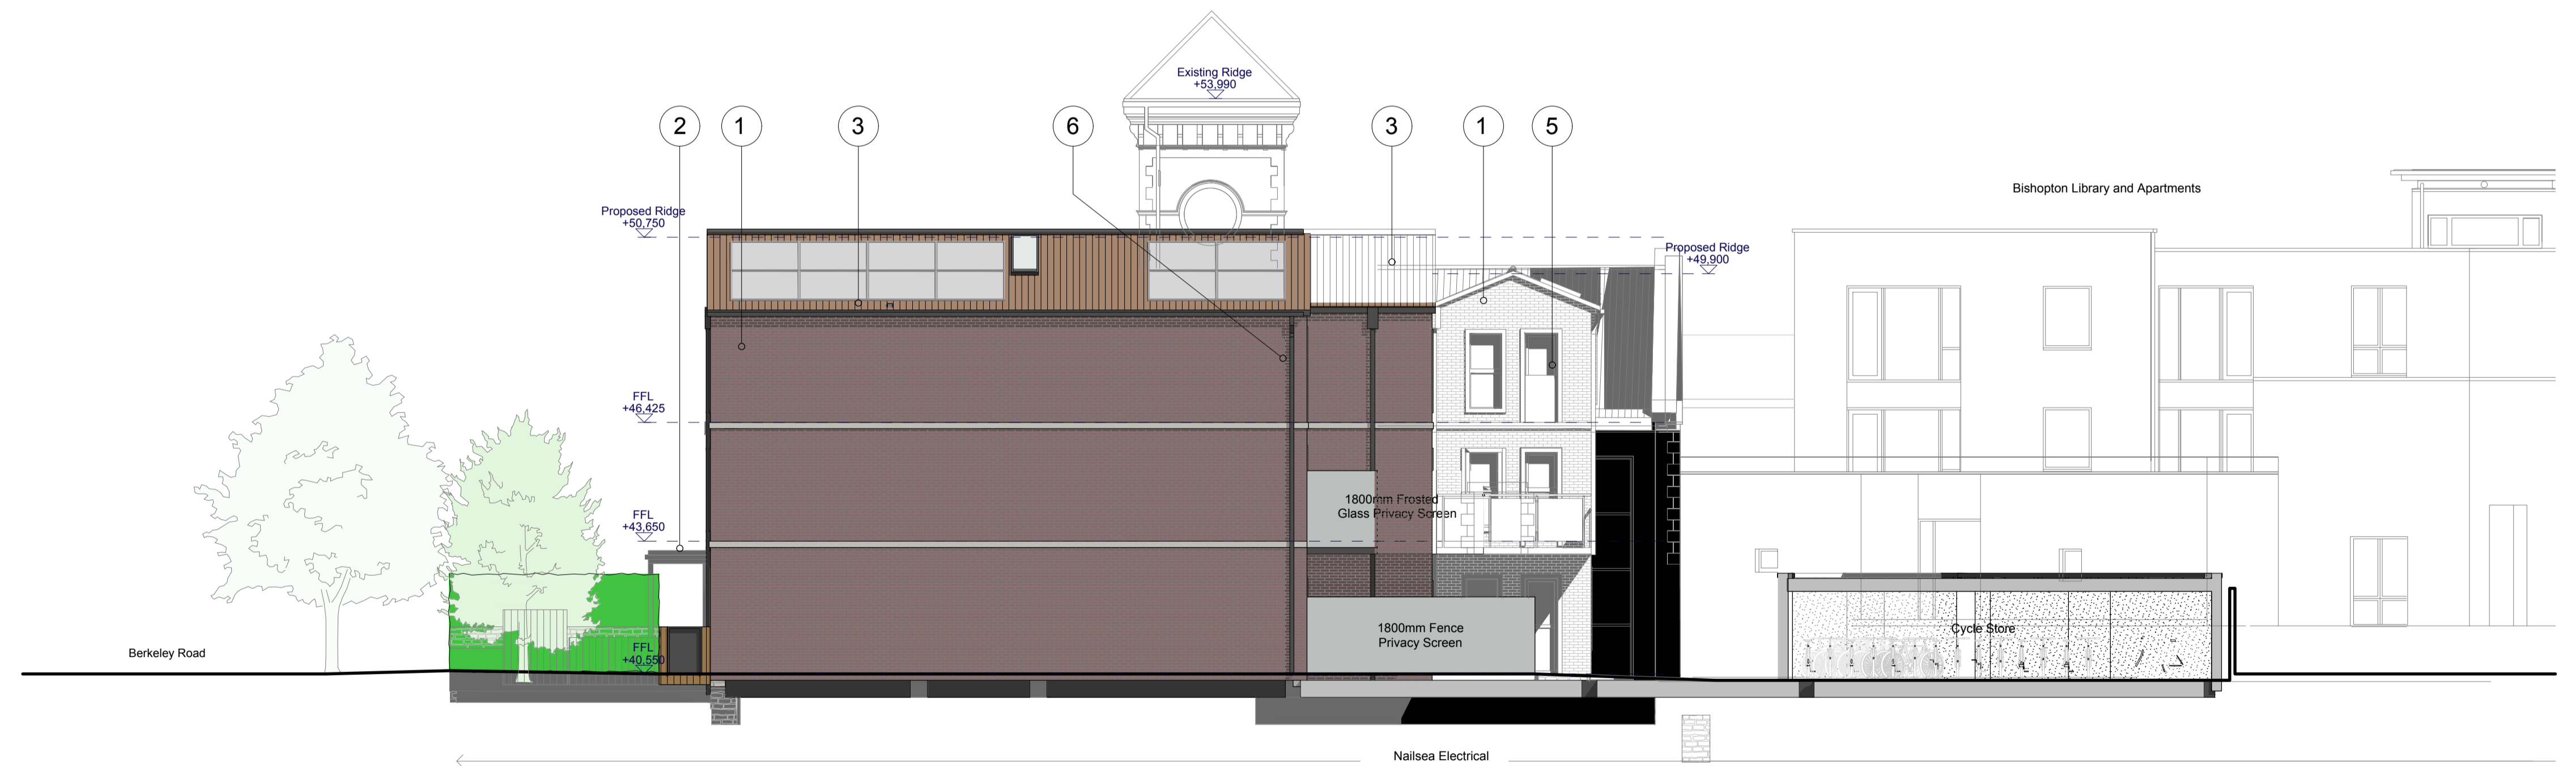 Existing Ridge
+53,990
2
1
3
6
3
1
5
Bishopton Library and Apartments
Proposed Ridge
+50,750
Proposed Ridge
+49,900
FFL
+46,425
1800mm Frosted
Glass Privacy Screen
FFL
+43,650
1800mm Fence
Privacy Screen
Cycle Store
Berkeley Road
FFL
+40,550
Nailsea Electrical